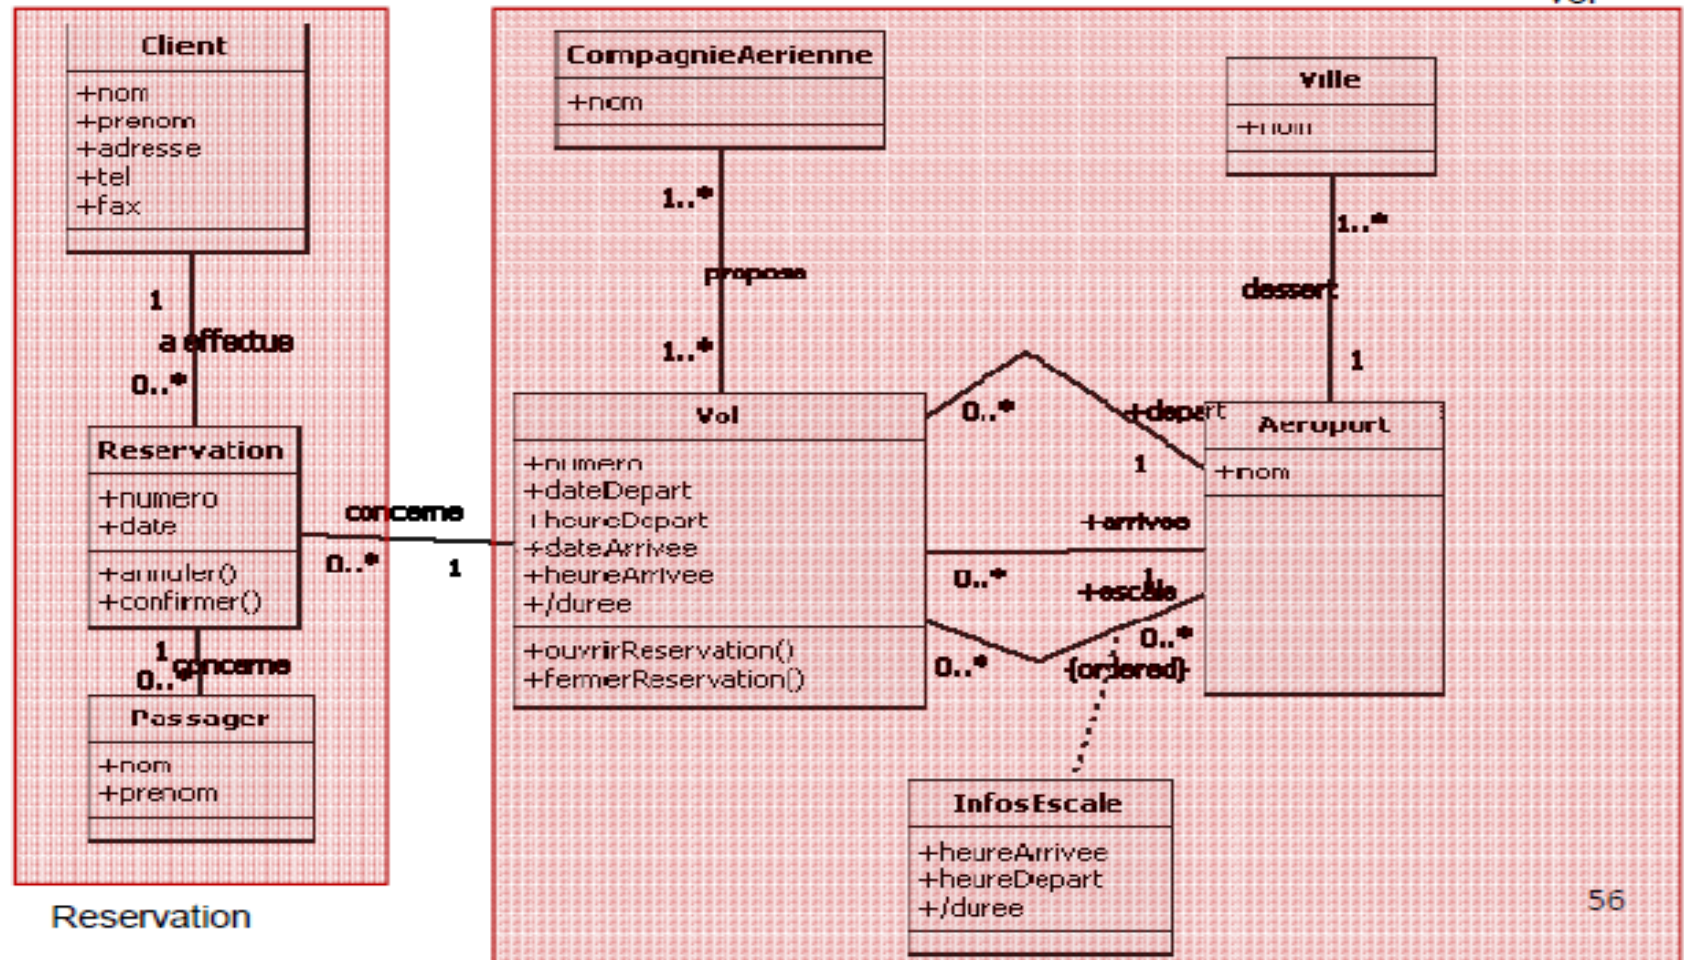 Client
+nom
+prenom
+adresse
+tel
+fax
1
a effectue
0..*
Reservation
+numero
+date
+annuler()
+confirmer()
1
concerne
0..*
Passager
+nom
+prenom
Reservation
concerne
0..*
1
CompagnieAerienne
+nom
1..*
propose
1..*
Vol
+numero
+dateDepart
+heureDepart
+dateArrivee
+heureArrivee
+/duree
+ouvrirReservation()
+fermerReservation()
Ville
+nom
1..*
dessert
1
0..*
+depart
1
Aeroport
+nom
+arrivee
0..*
1
+escale
0..*
0..*
{ordered}
InfosEscale
+heureArrivee
+heureDepart
+/duree
56